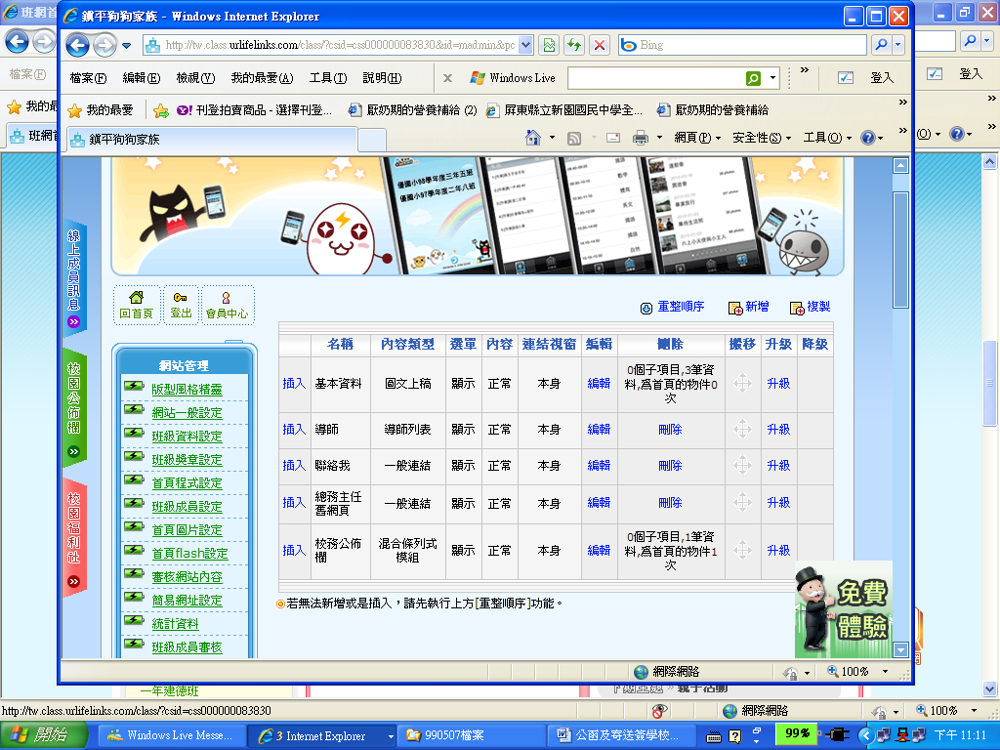 班網首
鎮平狗狗家族 - Windows Internet Explorer
http://tw.class.urlifelinks.com/class/?csid=css000000083830&id=madmin&pc
Bing
檔案(F)
檔案(F) 編輯(E) 檢視(V) 我的最愛(A) 工具(T) 說明(H)
Windows Live
登入
登入
我的最
我的最愛
刊登拍賣商品 - 選擇刊登...
厭奶期的營養補給 (2)
屏東縣立新園國民中學全...
厭奶期的營養補給
班網首
鎮平狗狗家族
網頁(P) 安全性(S) 工具(O)
(O)
優園小98學年度三年五班
優園小97學年度二年八班
線上成員訊息
校園公佈欄
校園福利社
回首頁 登出 會員中心
重整順序 新增 複製
網站管理
版型風格精靈
網站一般設定
班級資料設定
班級獎章設定
首頁程式設定
班級成員設定
首頁圖片設定
首頁flash設定
審核網站內容
簡易網址設定
統計資料
班級成員審核
名稱 內容類型 選單 內容 連結視窗 編輯 刪除 搬移 升級 降級
插入 基本資料 圖文上稿 顯示 正常 本身 編輯 0個子項目,3筆資料,為首頁的物件0次 升級
插入 導師 導師列表 顯示 正常 本身 編輯 刪除 升級
插入 聯絡我 一般連結 顯示 正常 本身 編輯 刪除 升級
插入 總務主任舊網頁 一般連結 顯示 正常 本身 編輯 刪除 升級
插入 校務公佈欄 混合條列式模組 顯示 正常 本身 編輯 0個子項目,1筆資料,為首頁的物件1次 升級
若無法新增或是插入，請先執行上方[重整順序]功能。
免費
體驗
網際網路 100%
一年建德班
http://tw.class.urlifelinks.com/class/?csid=css000000083830
網際網路 100%
開始
Windows Live Messe...
3 Internet Explorer
990507檔案
公函及寄送簽學校...
99%
下午 11:11